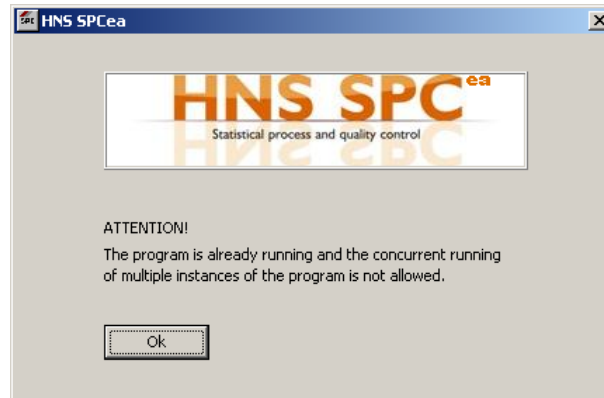 HNS SPCea
HNS SPC ea
Statistical process and quality control
ATTENTION!
The program is already running and the concurrent running
of multiple instances of the program is not allowed.
Ok